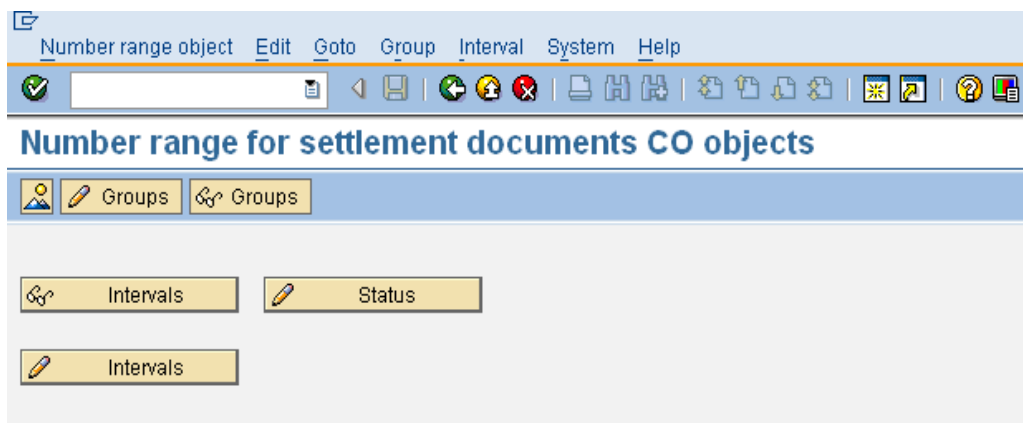 Number range object Edit Goto Group Interval System Help
Number range for settlement documents CO objects
Groups Groups
Intervals Status
Intervals